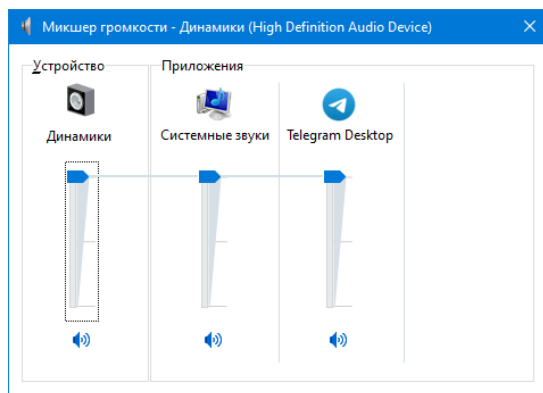 Микшер громкости - Динамики (High Definition Audio Device)
Устройство
Приложения
Динамики
Системные звуки
Telegram Desktop